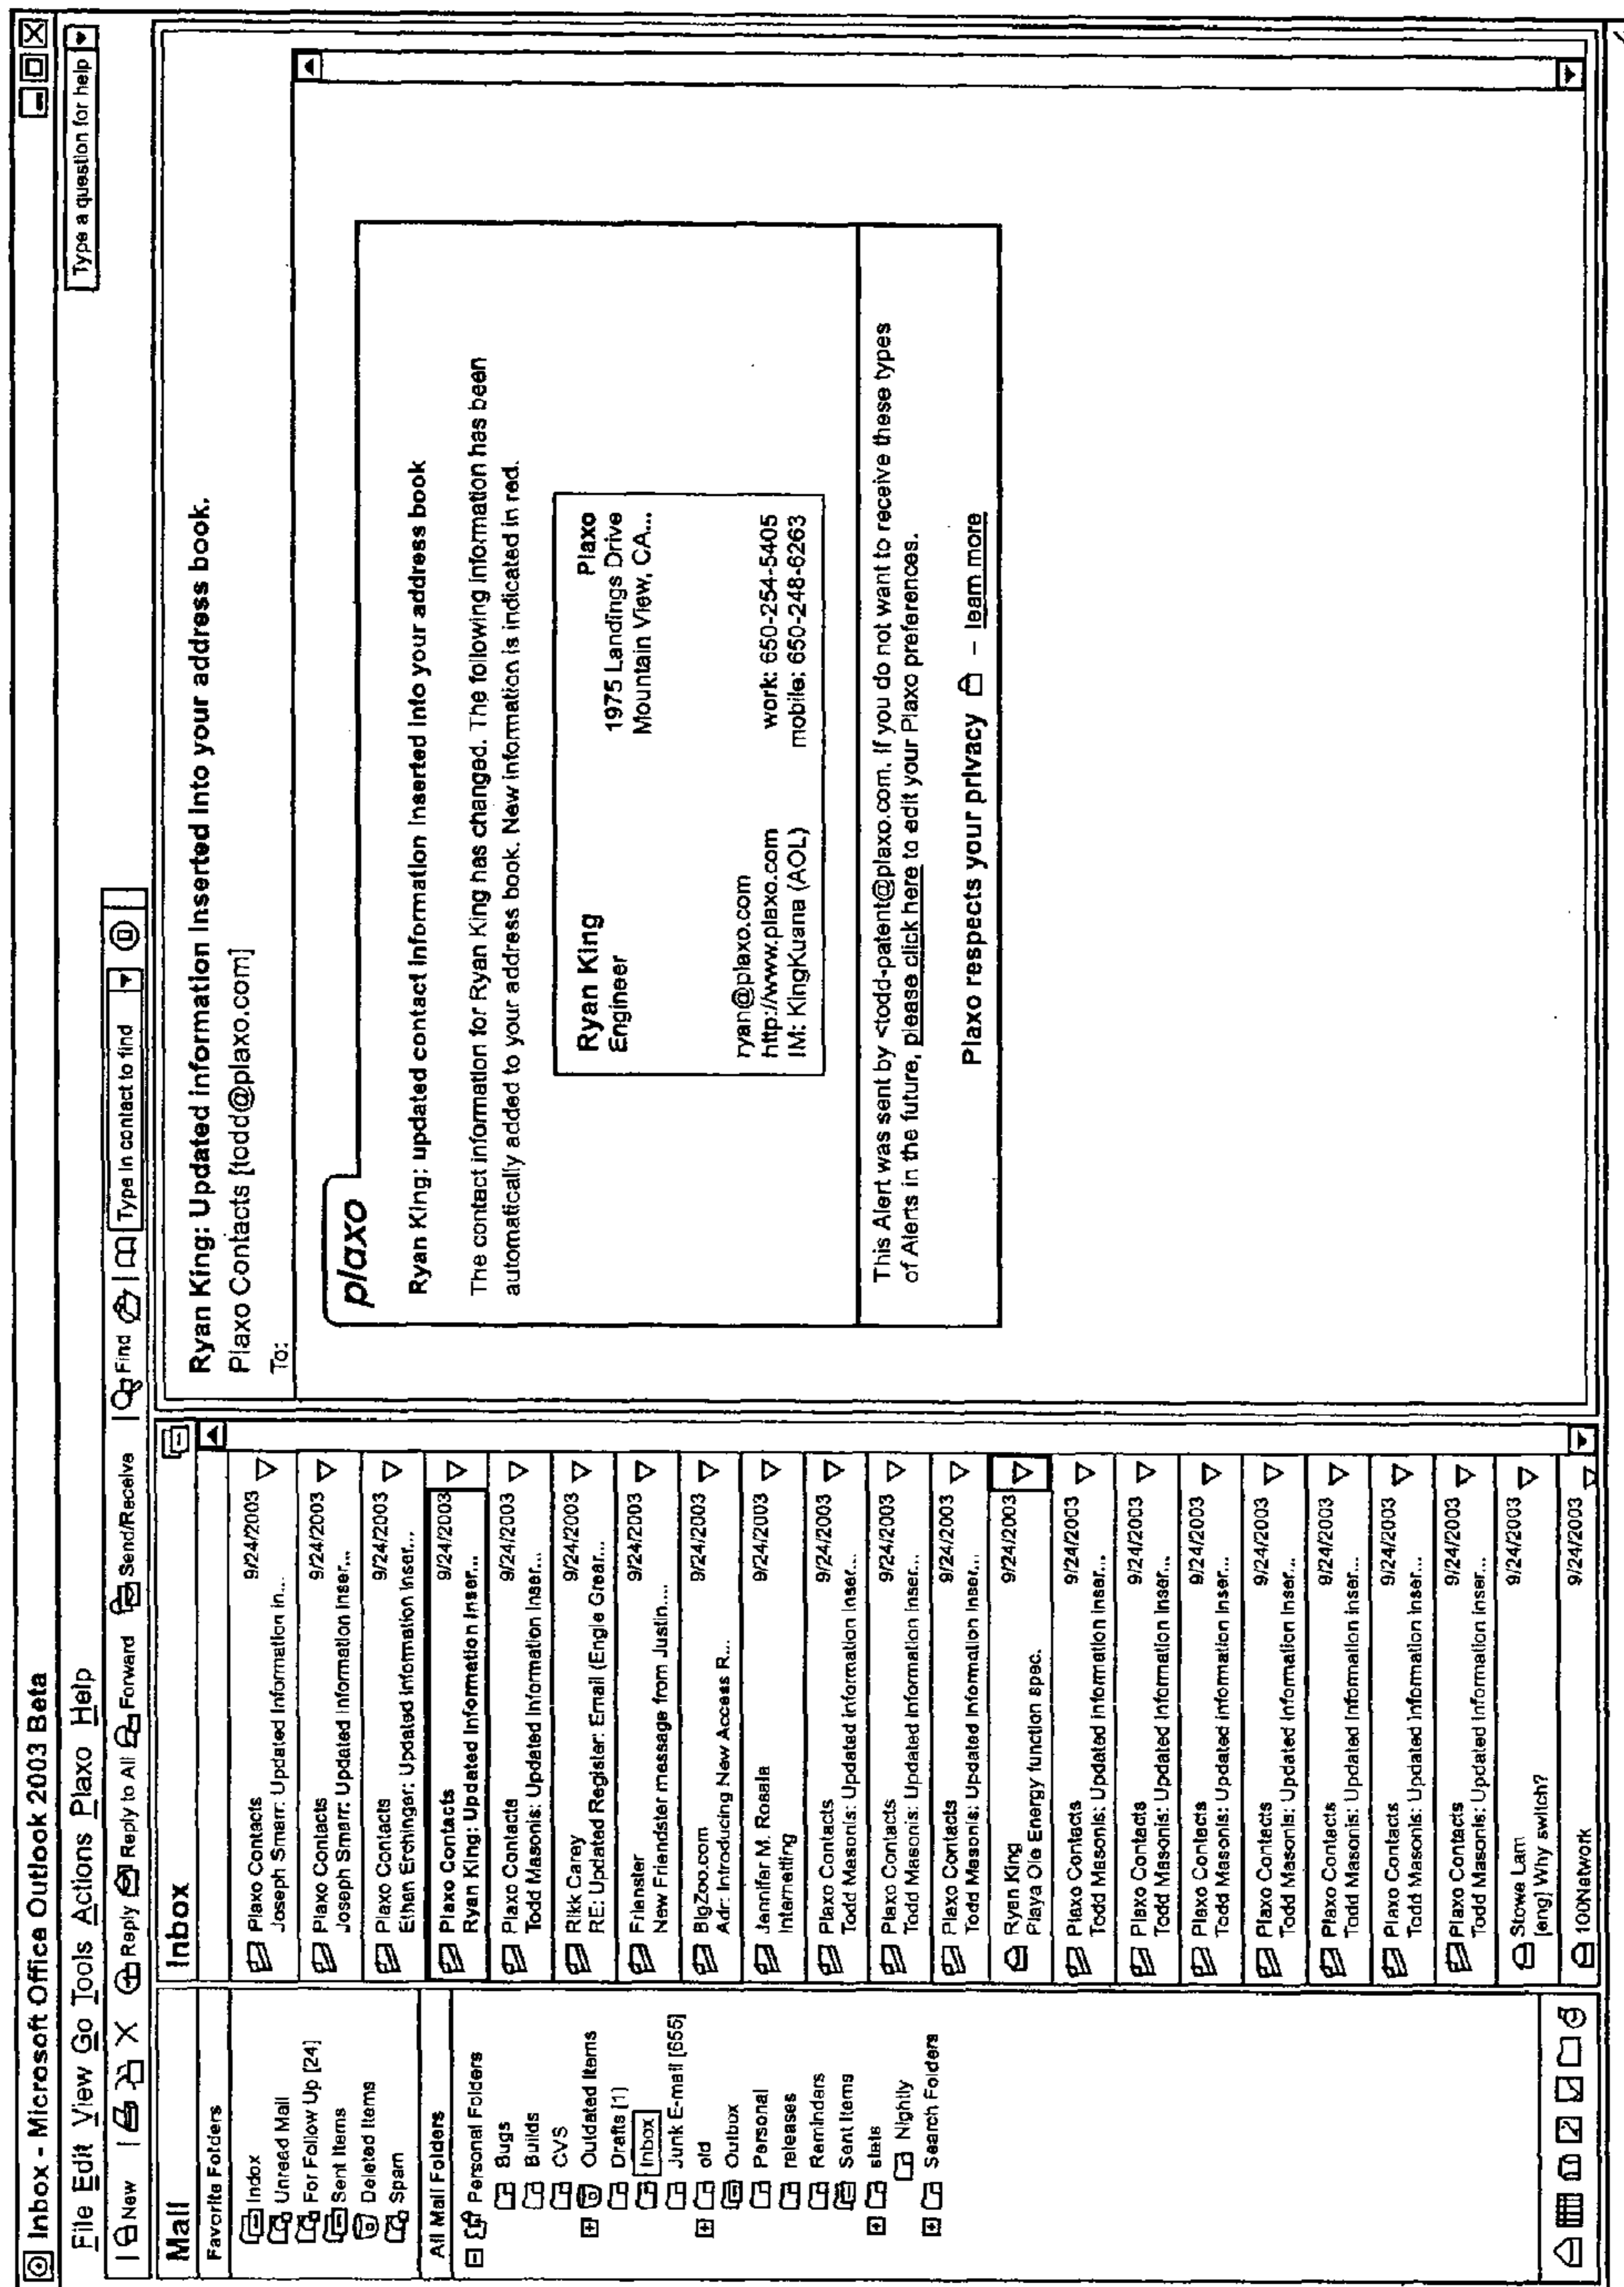 Inbox - Microsoft Office Outlook 2003 Beta
File Edit View Go Tools Actions Plaxo Help
Type a question for help
New Reply Reply to All Forward Send/Receive Find Type in contact to find
Mail
Favorite Folders
Indox
Unread Mail
For Follow Up [24]
Sent Items
Deleted Items
Spam
All Mail Folders
Personal Folders
Bugs
Builds
CVS
Outdated Items
Drafts [1]
Inbox
Junk E-mail [655]
old
Outbox
Personal
releases
Reminders
Sent Items
stats
Nightly
Search Folders
Inbox
Plaxo Contacts 9/24/2003
Joseph Smarr: Updated Information in...
Plaxo Contacts 9/24/2003
Joseph Smarr: Updated Information Inser...
Plaxo Contacts 9/24/2003
Ethan Erchinger: Updated Information Inser...
Plaxo Contacts 9/24/2003
Ryan King: Updated Information Inser...
Plaxo Contacts 9/24/2003
Todd Masonis: Updated Information Inser...
Rikk Carey 9/24/2003
RE: Updated Register: Email (Engle Grear...
Frlenster 9/24/2003
New Friendster message from Justin....
BigZoo.com 9/24/2003
Adr: Introducing New Access R...
Jennifer M. Rosala 9/24/2003
Internetting
Plaxo Contacts 9/24/2003
Todd Masonis: Updated Information Inser...
Plaxo Contacts 9/24/2003
Todd Masonis: Updated Information Inser...
Plaxo Contacts 9/24/2003
Todd Masonis: Updated Information Inser...
Ryan King 9/24/2003
Playa Ole Energy function spec.
Plaxo Contacts 9/24/2003
Todd Masonis: Updated Information Inser...
Plaxo Contacts 9/24/2003
Todd Masonis: Updated Information Inser...
Plaxo Contacts 9/24/2003
Todd Masonis: Updated Information Inser...
Plaxo Contacts 9/24/2003
Todd Masonis: Updated Information Inser...
Plaxo Contacts 9/24/2003
Todd Masonis: Updated Information Inser...
Plaxo Contacts 9/24/2003
Todd Masonis: Updated Information Inser...
Plaxo Contacts 9/24/2003
Todd Masonis: Updated Information Inser...
Stowe Lam 9/24/2003
[eng] Why switch?
100Network 9/24/2003
Ryan King: Updated information Inserted Into your address book.
Plaxo Contacts [todd@plaxo.com]
To:
plaxo
Ryan King: updated contact information inserted into your address book
The contact information for Ryan King has changed. The following information has been
automatically added to your address book. New information is indicated in red.
Ryan King Plaxo
Engineer 1975 Landings Drive
Mountain View, CA...
ryan@plaxo.com
http://www.plaxo.com work: 650-254-5405
IM: KingKuana (AOL) mobile: 650-248-6263
This Alert was sent by <todd-patent@plaxo.com. If you do not want to receive these types
of Alerts in the future, please click here to edit your Plaxo preferences.
Plaxo respects your privacy – learn more